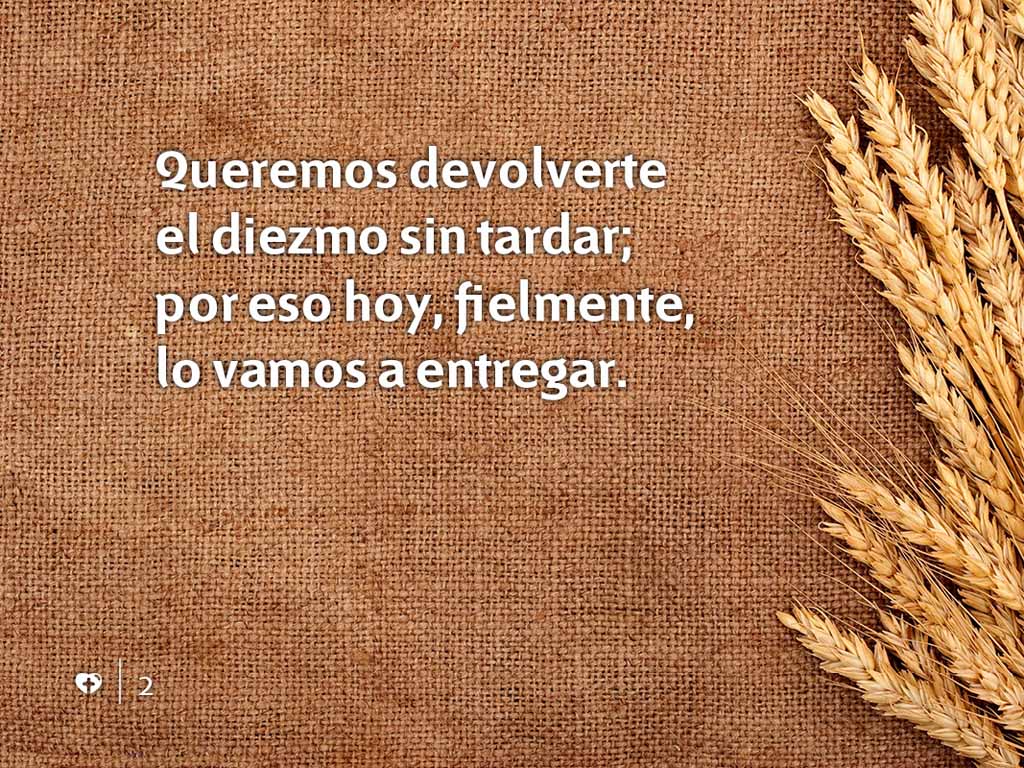 Queremos devolverte
el diezmo sin tardar;
por eso hoy, fielmente,
lo vamos a entregar.
2